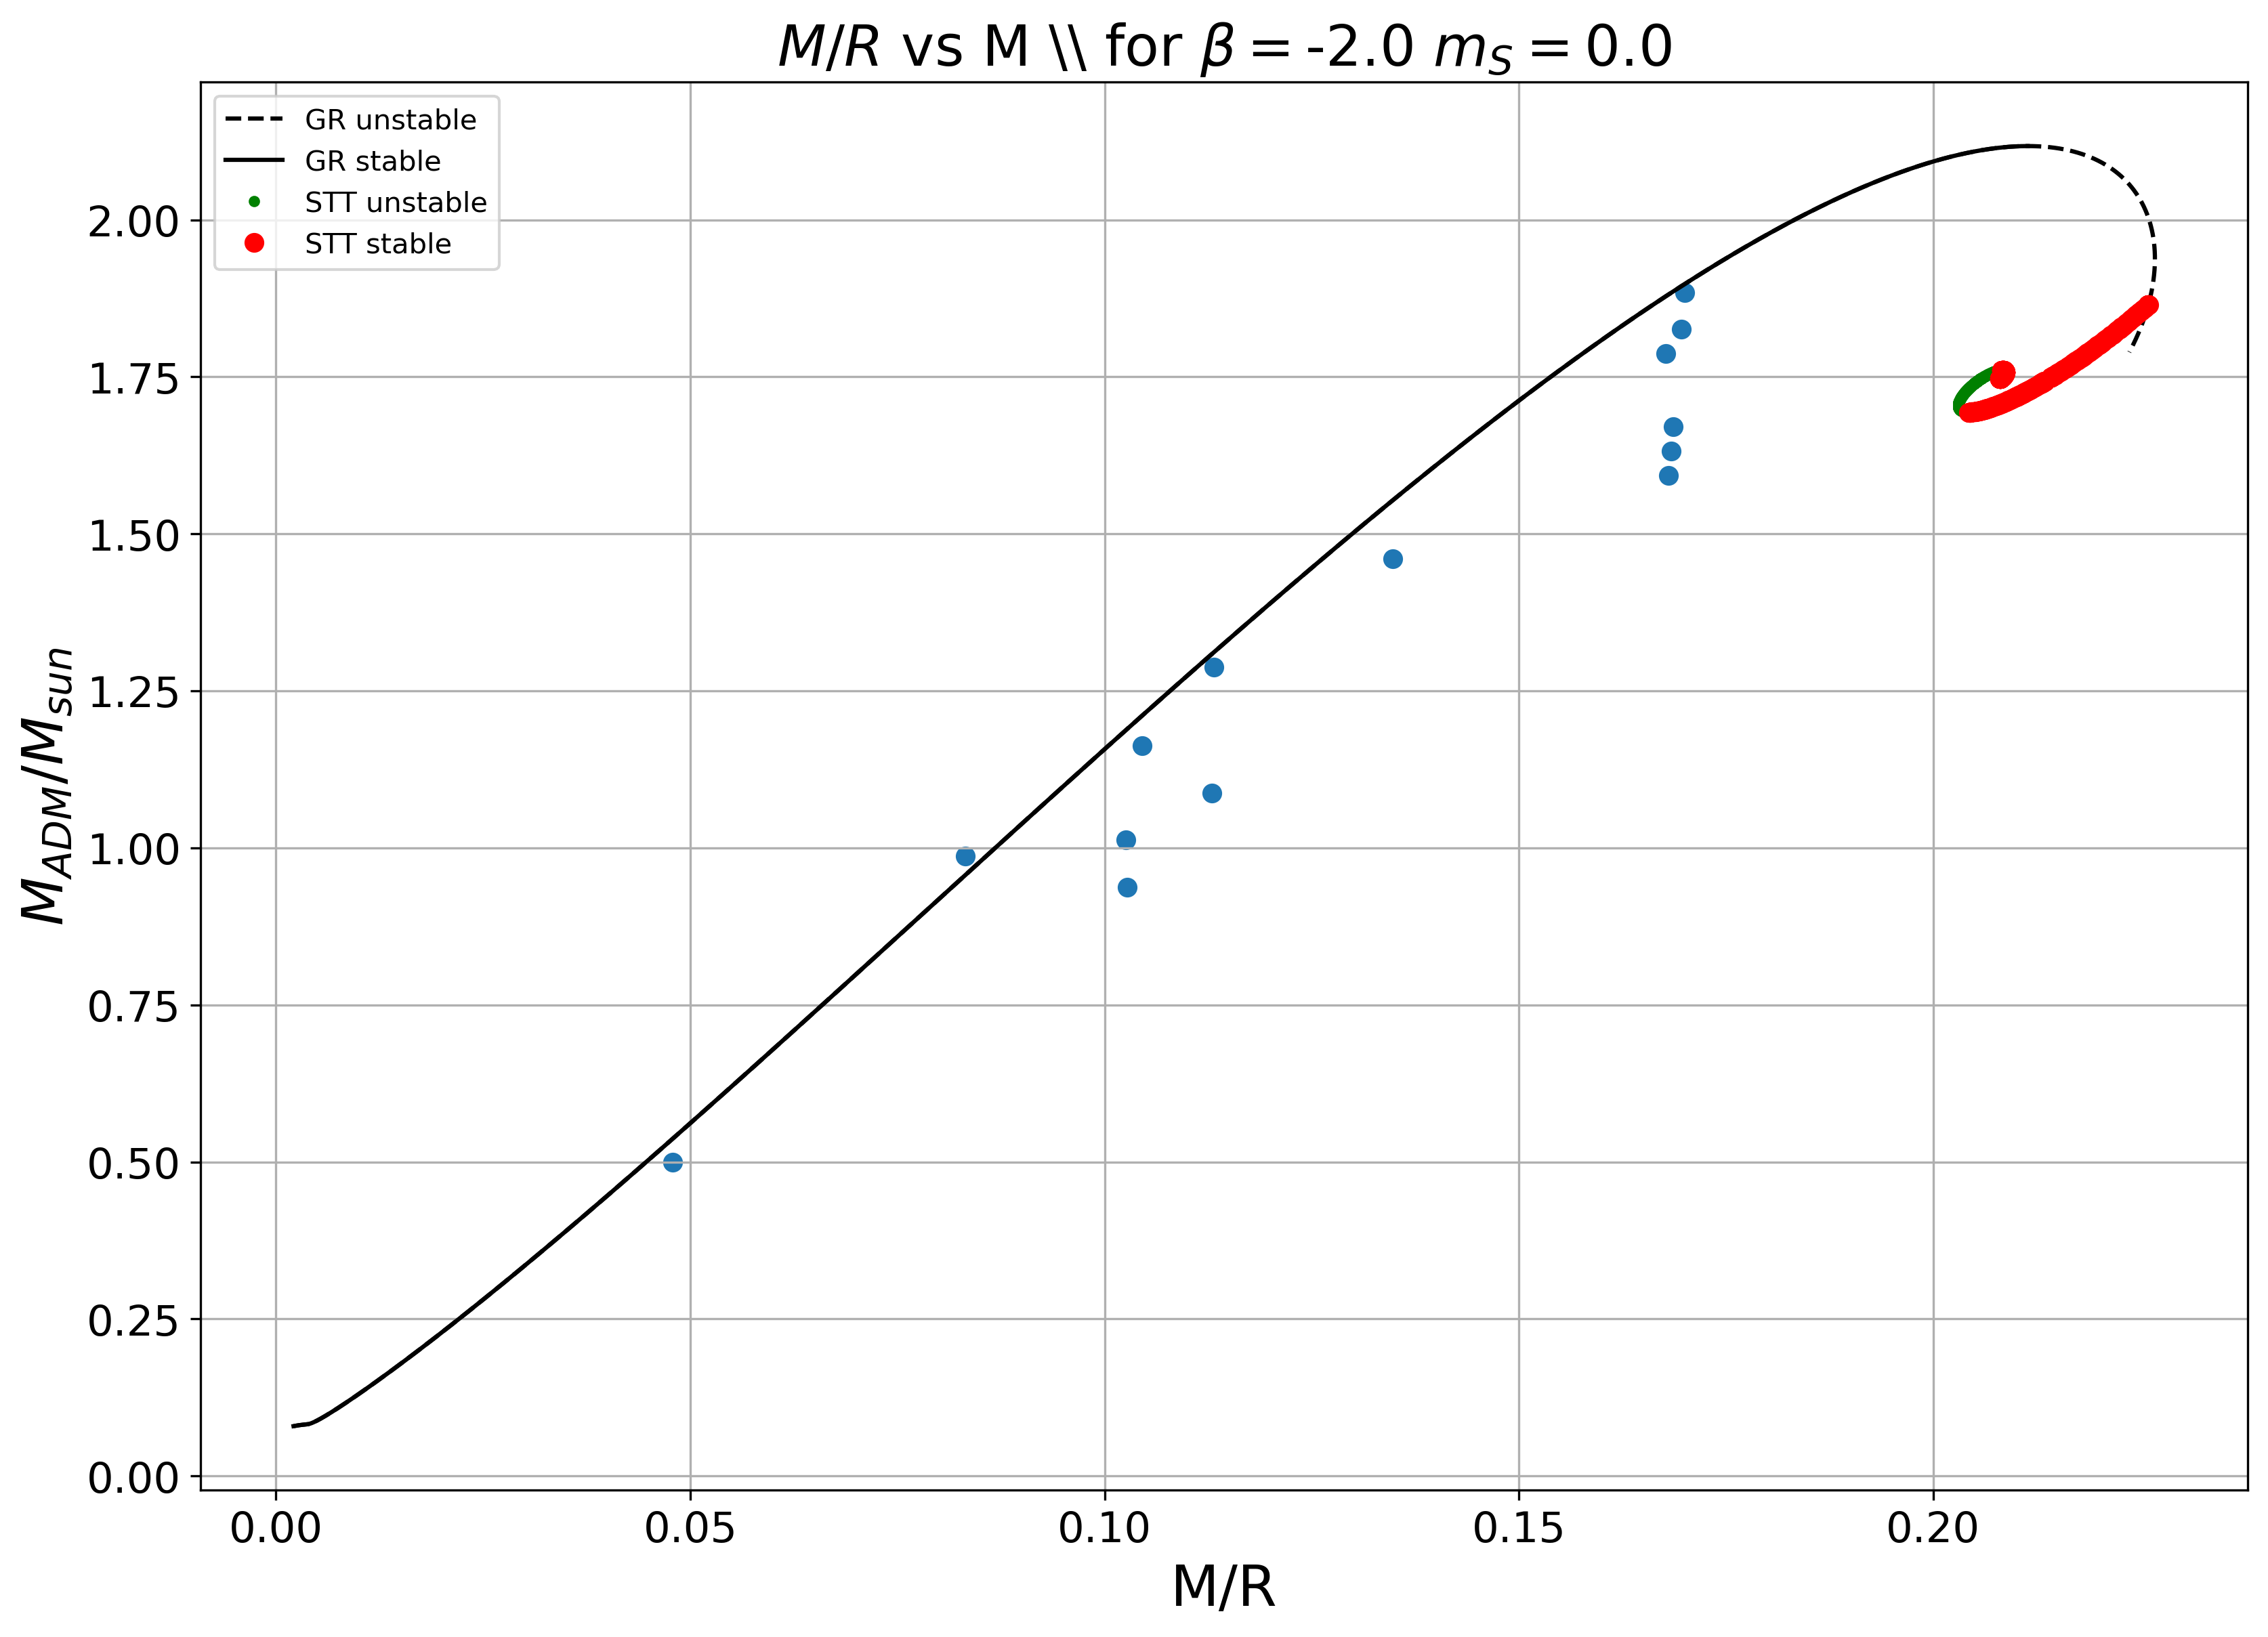 M/R vs M \\ for β = -2.0 m_S = 0.0
GR unstable
GR stable
STT unstable
STT stable
M_ADM/M_sun
2.00
1.75
1.50
1.25
1.00
0.75
0.50
0.25
0.00
0.00 0.05 0.10 0.15 0.20
M/R